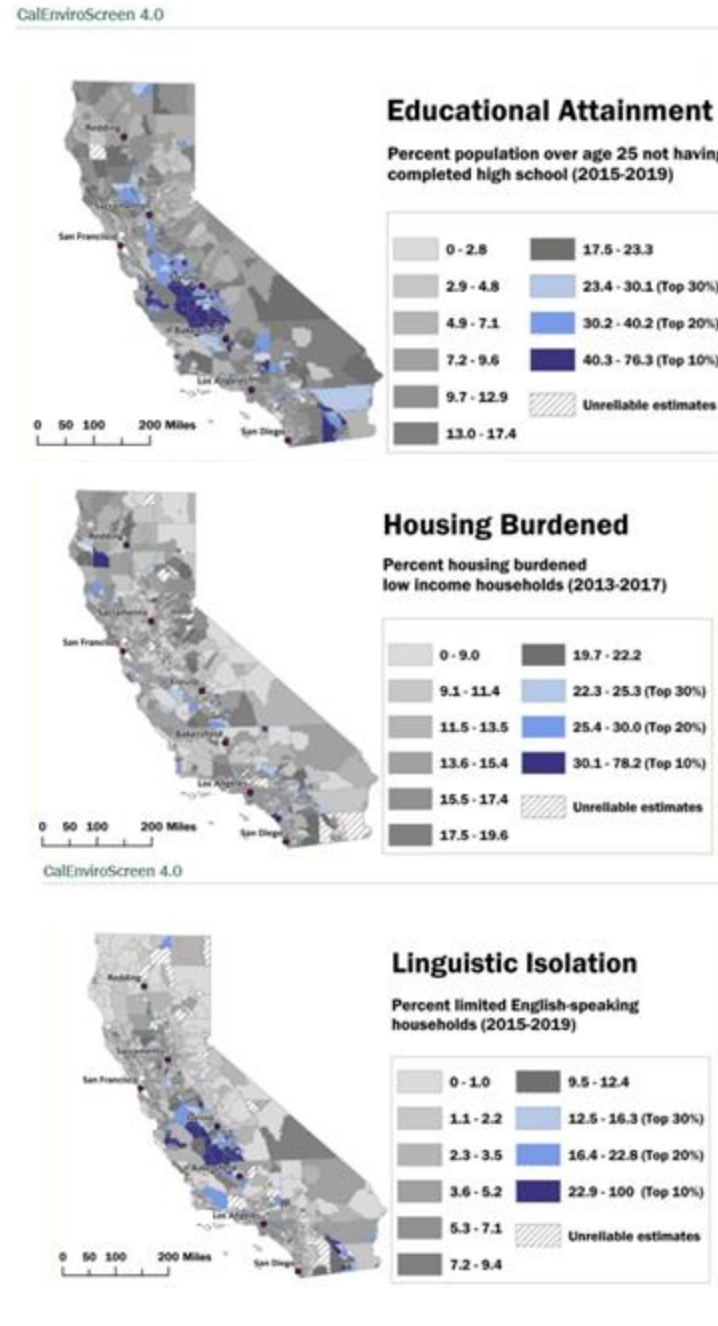 CalEnviroScreen 4.0
Educational Attainment
Percent population over age 25 not having
completed high school (2015-2019)
Redding
Sacramento
San Francisco
Fresno
Bakersfield
Los Angeles
San Diego
0 50 100 200 Miles
0 - 2.8
17.5 - 23.3
2.9 - 4.8
23.4 - 30.1 (Top 30%)
4.9 - 7.1
30.2 - 40.2 (Top 20%)
7.2 - 9.6
40.3 - 76.3 (Top 10%)
9.7 - 12.9
Unreliable estimates
13.0 - 17.4
Housing Burdened
Percent housing burdened
low income households (2013-2017)
Redding
Sacramento
San Francisco
Fresno
Bakersfield
Los Angeles
San Diego
0 50 100 200 Miles
0 - 9.0
19.7 - 22.2
9.1 - 11.4
22.3 - 25.3 (Top 30%)
11.5 - 13.5
25.4 - 30.0 (Top 20%)
13.6 - 15.4
30.1 - 78.2 (Top 10%)
15.5 - 17.4
Unreliable estimates
17.5 - 19.6
CalEnviroScreen 4.0
Linguistic Isolation
Percent limited English-speaking
households (2015-2019)
Redding
Sacramento
San Francisco
Fresno
Bakersfield
Los Angeles
San Diego
0 50 100 200 Miles
0 - 1.0
9.5 - 12.4
1.1 - 2.2
12.5 - 16.3 (Top 30%)
2.3 - 3.5
16.4 - 22.8 (Top 20%)
3.6 - 5.2
22.9 - 100 (Top 10%)
5.3 - 7.1
Unreliable estimates
7.2 - 9.4